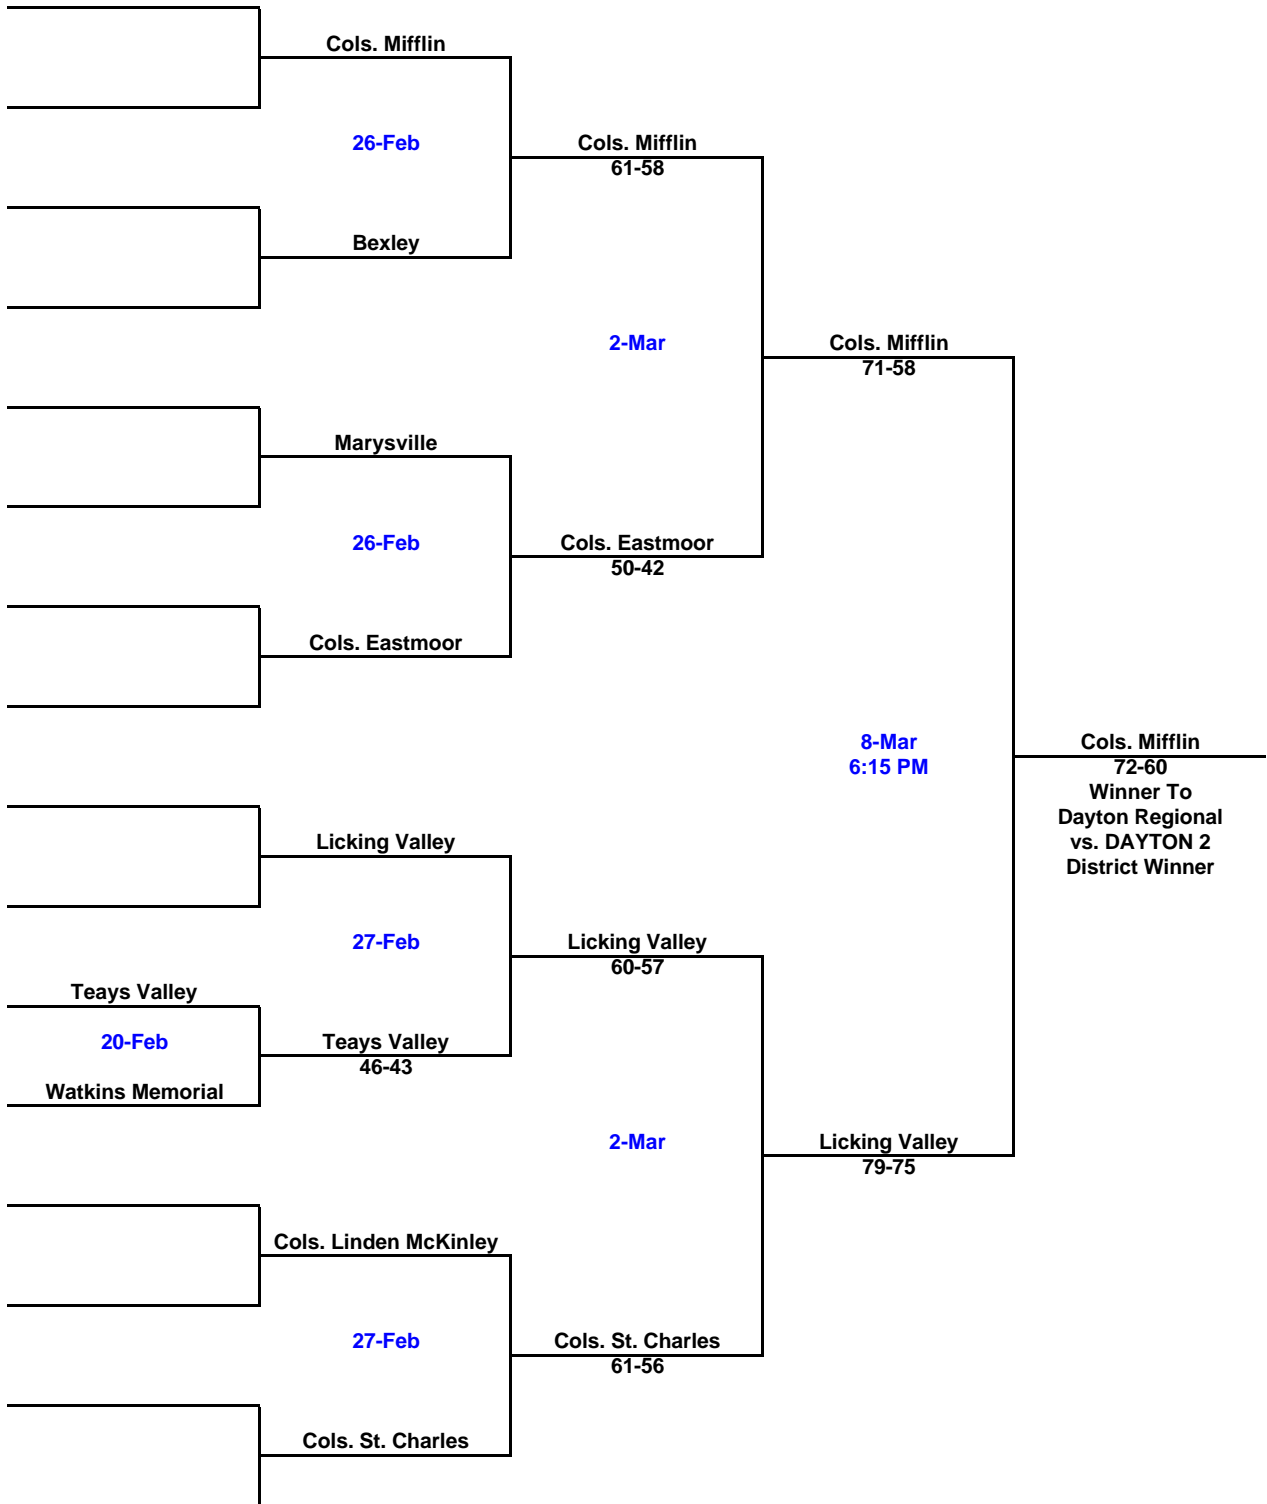 Cols. Mifflin
26-Feb
Cols. Mifflin
61-58
Bexley
2-Mar
Cols. Mifflin
71-58
Marysville
26-Feb
Cols. Eastmoor
50-42
Cols. Eastmoor
8-Mar
6:15 PM
Cols. Mifflin
72-60
Winner To
Dayton Regional
vs. DAYTON 2
District Winner
Licking Valley
27-Feb
Licking Valley
60-57
Teays Valley
20-Feb
Teays Valley
46-43
Watkins Memorial
2-Mar
Licking Valley
79-75
Cols. Linden McKinley
27-Feb
Cols. St. Charles
61-56
Cols. St. Charles